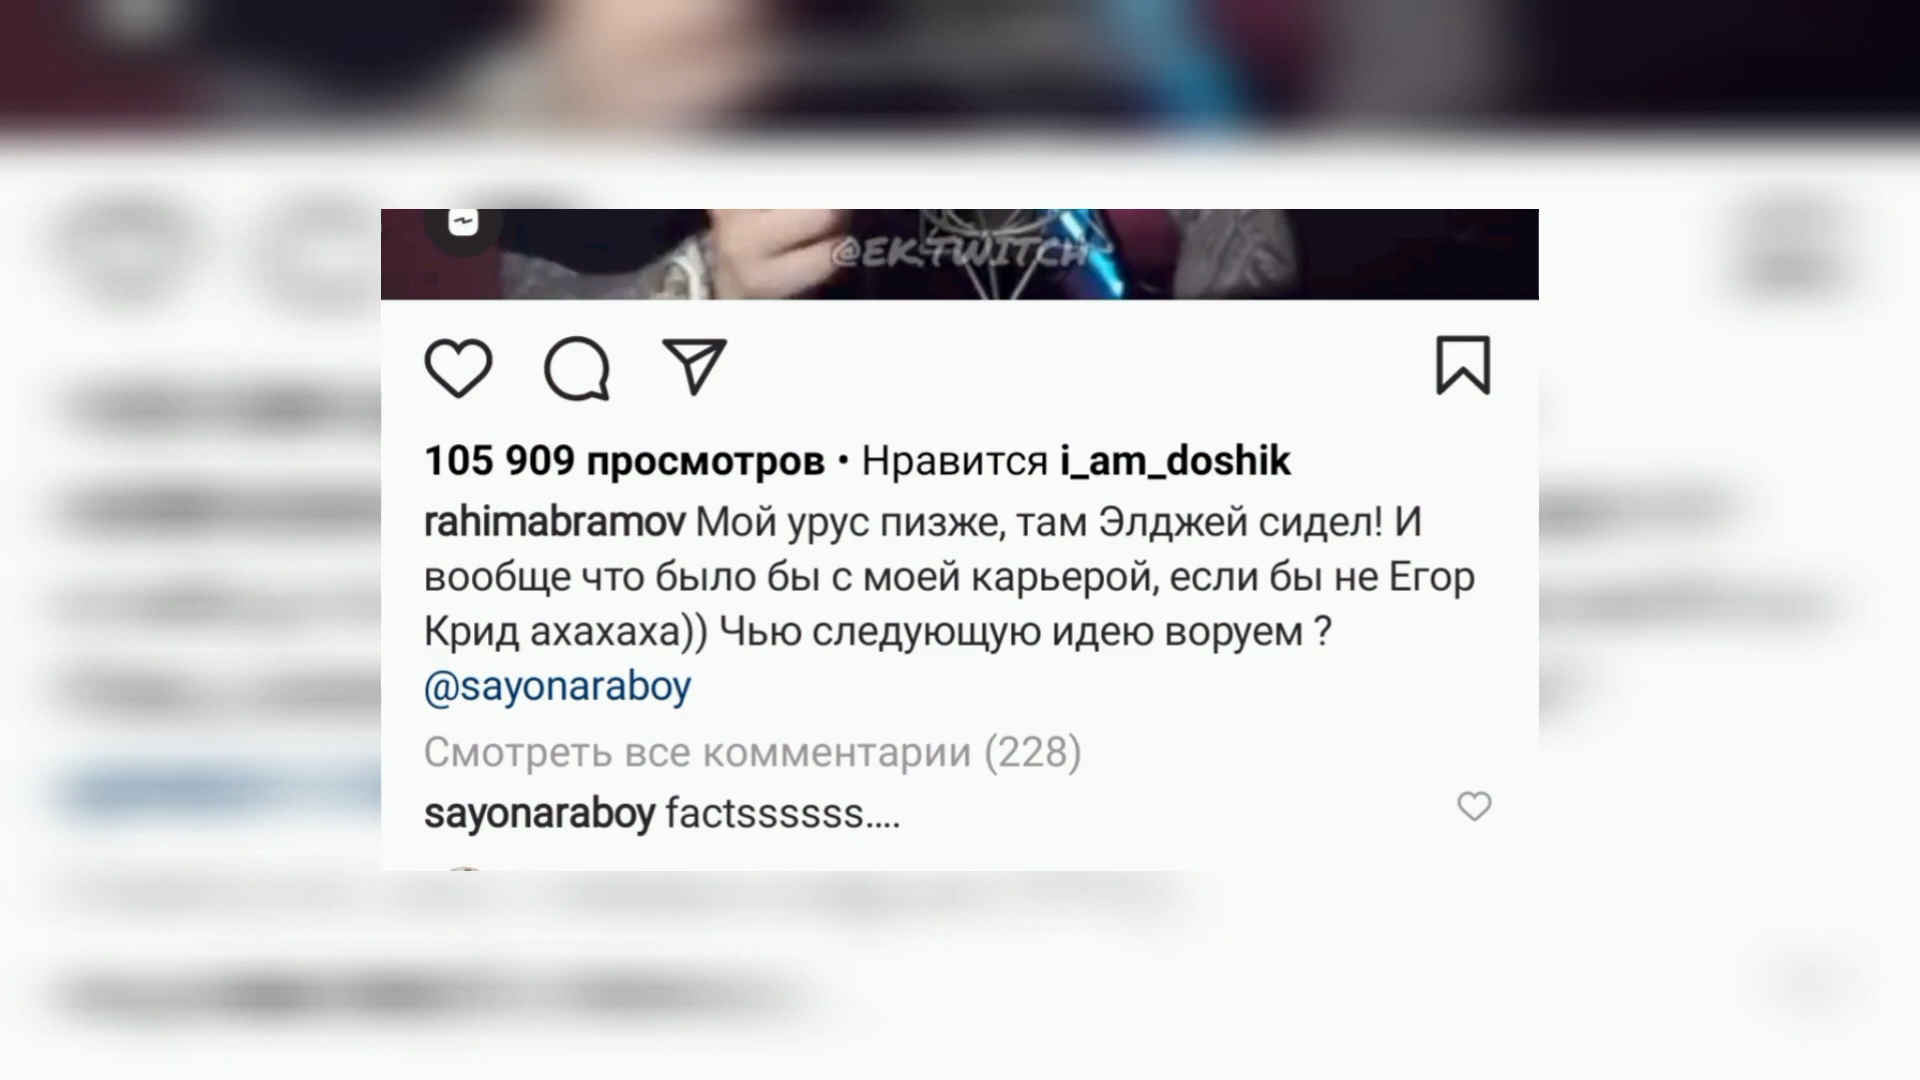 @EK.TWITCH
105 909 просмотров • Нравится i_am_doshik
rahimabramov Мой урус пизже, там Элджей сидел! И
вообще что было бы с моей карьерой, если бы не Егор
Крид ахахаха)) Чью следующую идею воруем ?
@sayonaraboy
Смотреть все комментарии (228)
sayonaraboy factssssss....